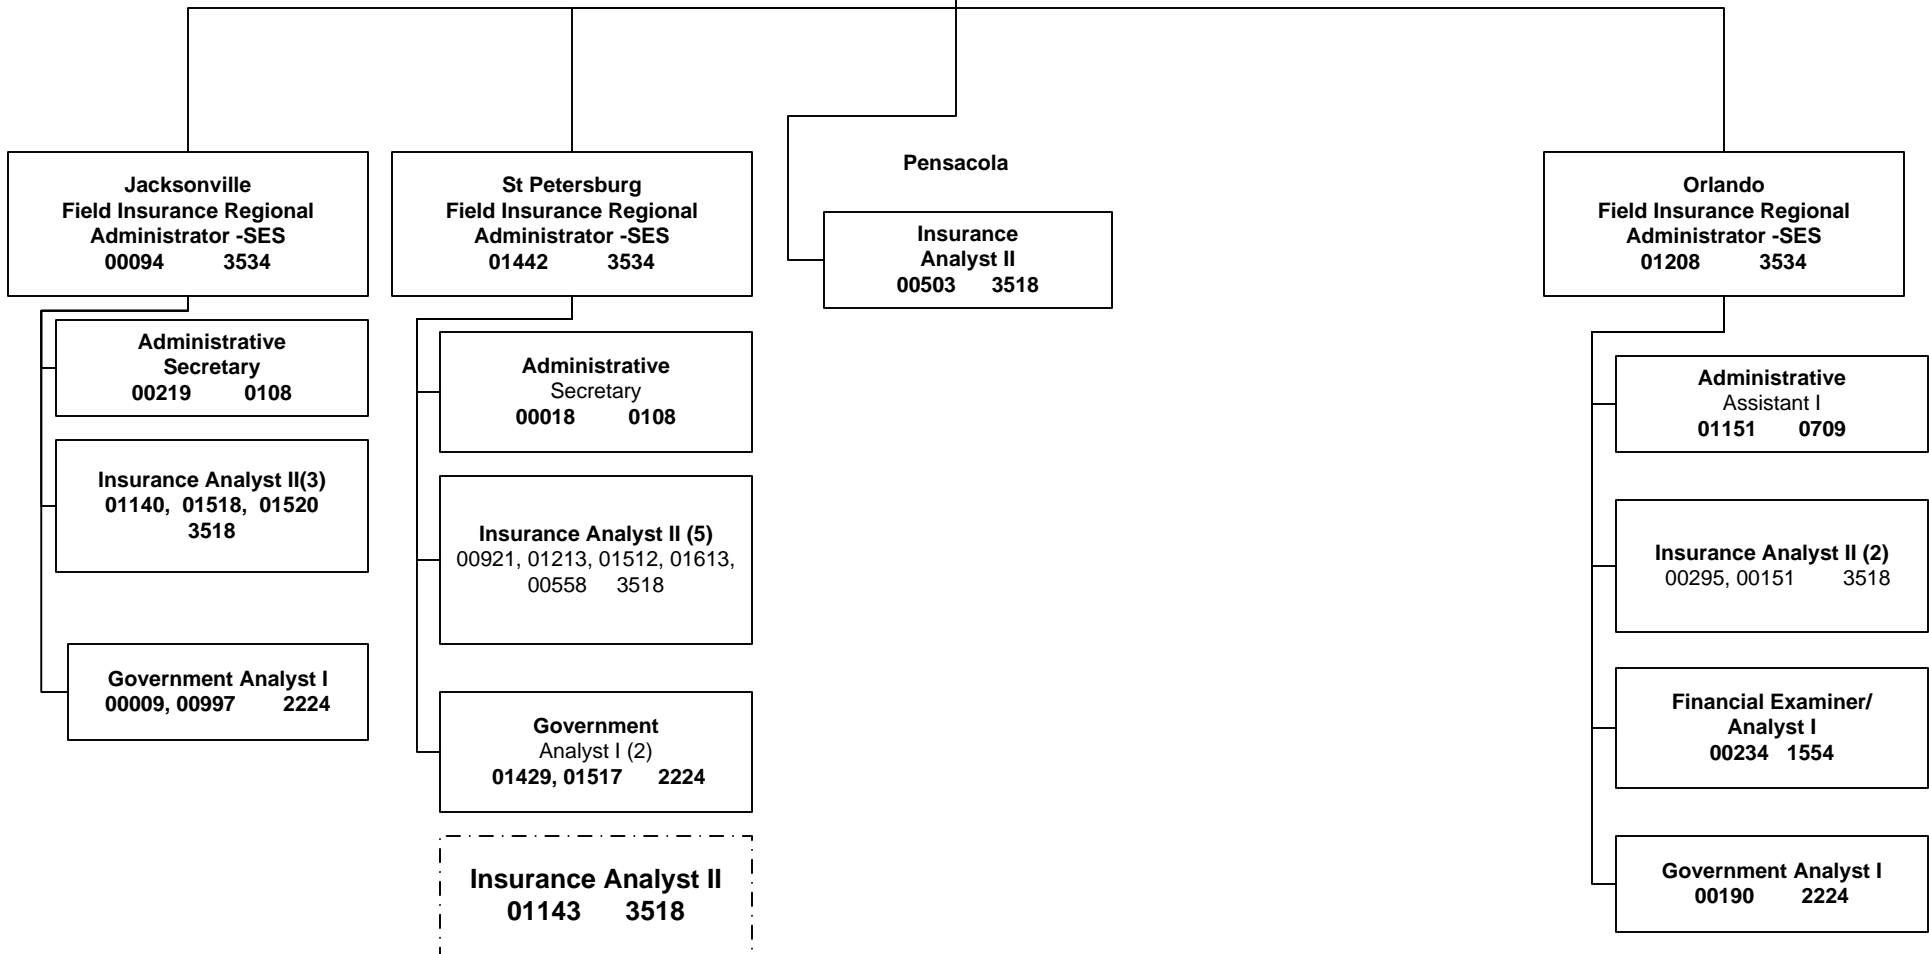 Jacksonville
Field Insurance Regional
Administrator -SES
00094 3534
Administrative
Secretary
00219 0108
Insurance Analyst II(3)
01140, 01518, 01520
3518
Government Analyst I
00009, 00997 2224
St Petersburg
Field Insurance Regional
Administrator -SES
01442 3534
Administrative
Secretary
00018 0108
Insurance Analyst II (5)
00921, 01213, 01512, 01613,
00558 3518
Government
Analyst I (2)
01429, 01517 2224
Insurance Analyst II
01143 3518
Pensacola
Insurance
Analyst II
00503 3518
Orlando
Field Insurance Regional
Administrator -SES
01208 3534
Administrative
Assistant I
01151 0709
Insurance Analyst II (2)
00295, 00151 3518
Financial Examiner/
Analyst I
00234 1554
Government Analyst I
00190 2224